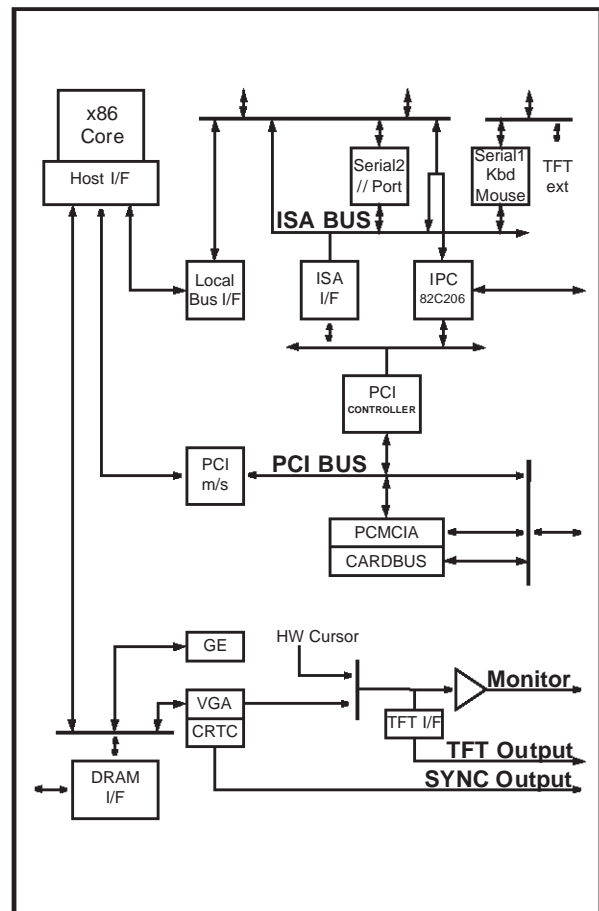 x86
Core
Host I/F
Serial2
// Port
Serial1
Kbd
Mouse
TFT
ext
ISA BUS
Local
Bus I/F
ISA
I/F
IPC
82C206
PCI
CONTROLLER
PCI
m/s
PCI BUS
PCMCIA
CARDBUS
HW Cursor
GE
Monitor
VGA
CRTC
TFT I/F
TFT Output
DRAM
I/F
SYNC Output